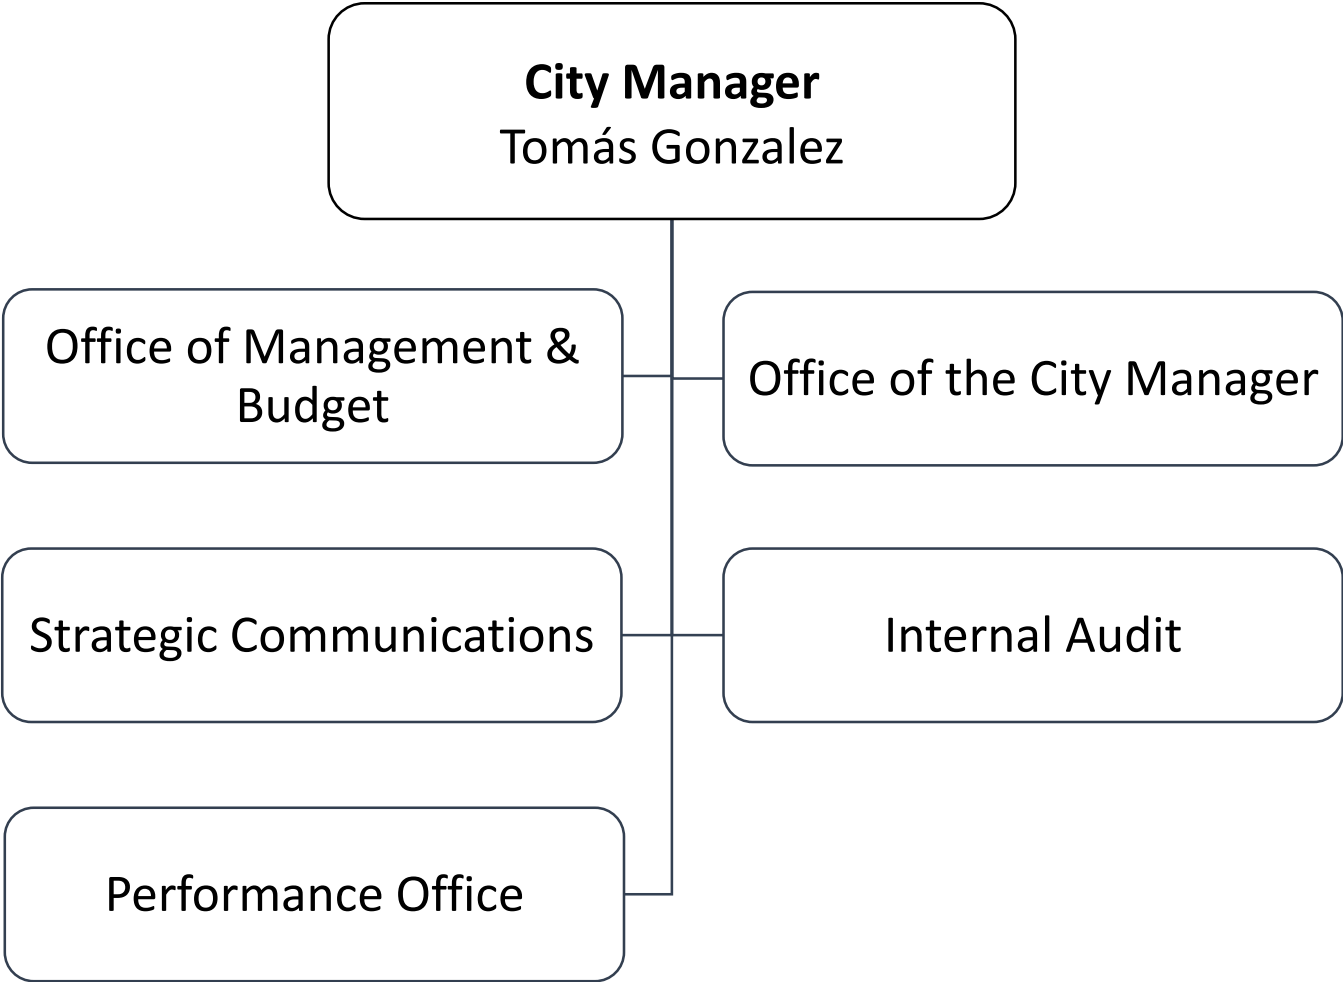 City Manager
Tomás Gonzalez
Office of Management &
Budget
Office of the City Manager
Strategic Communications
Internal Audit
Performance Office